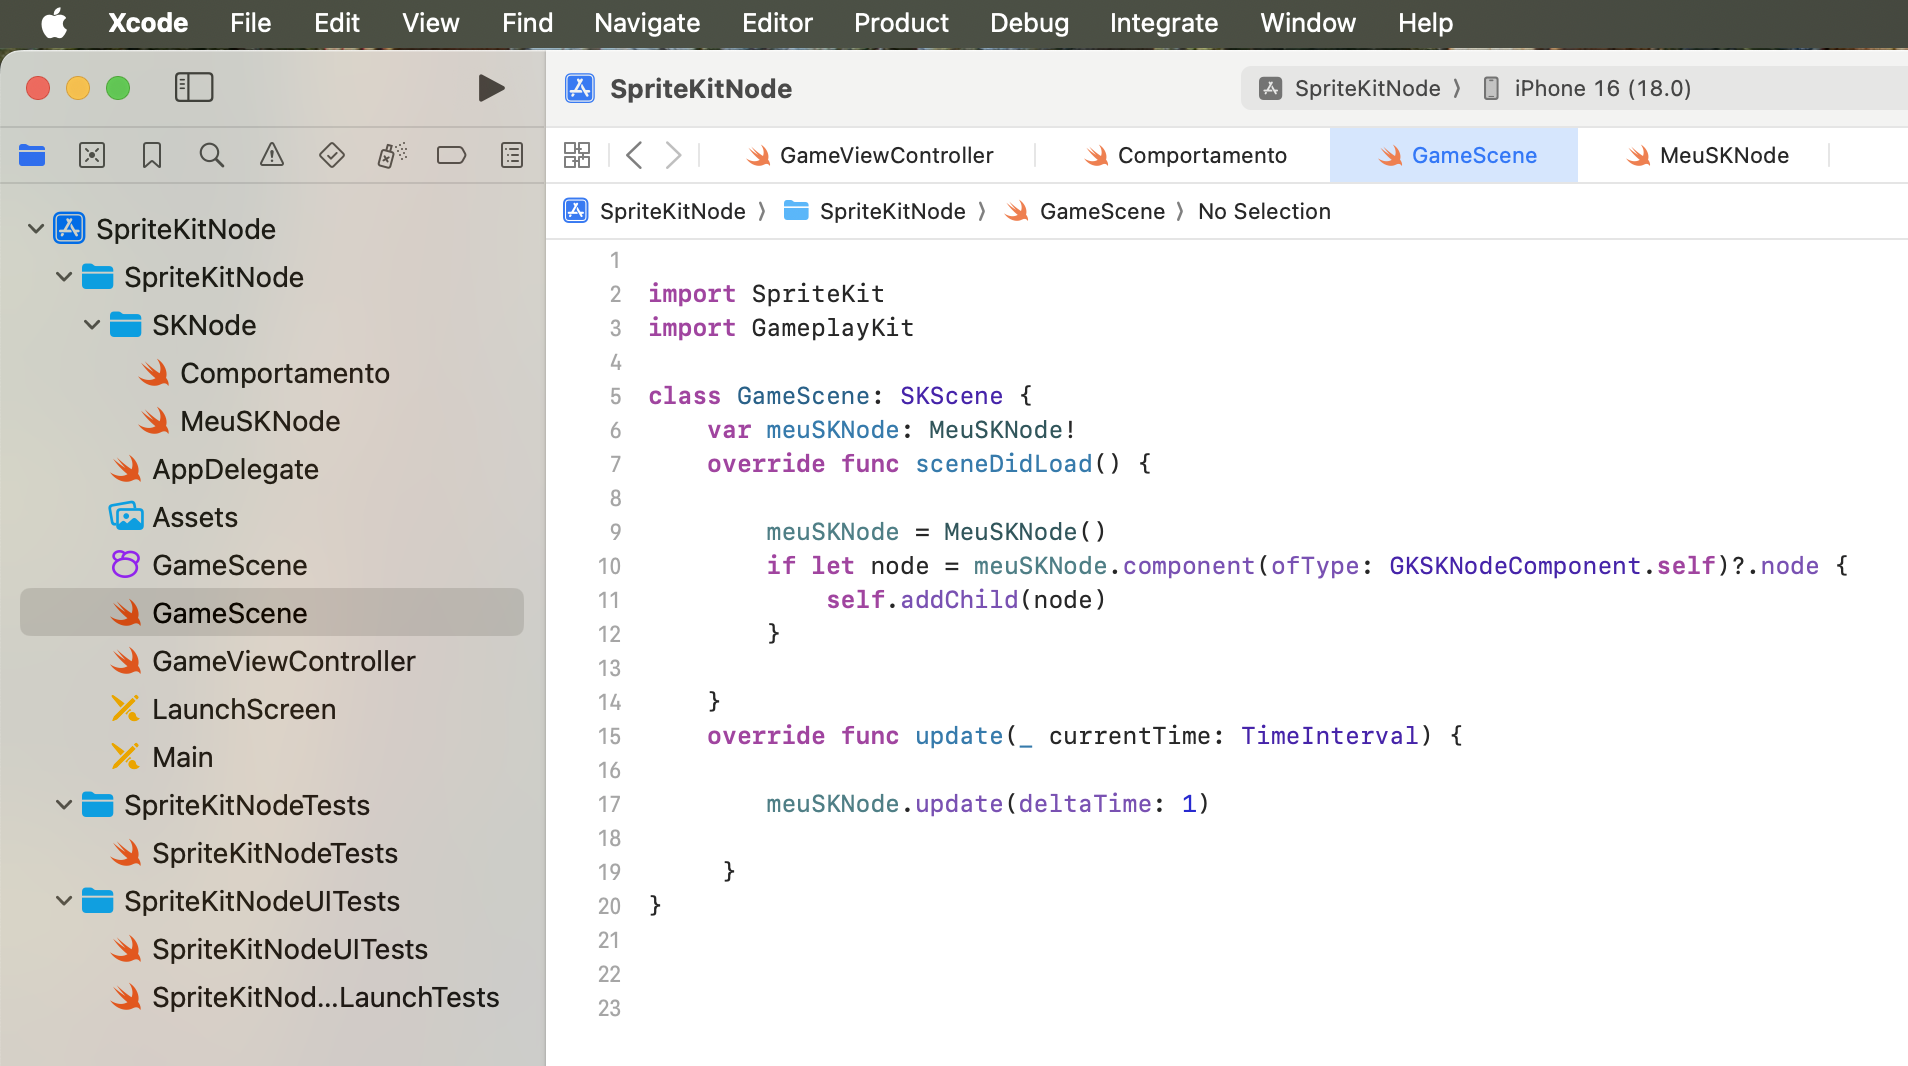 Xcode File Edit View Find Navigate Editor Product Debug Integrate Window Help
SpriteKitNode
SpriteKitNode 〉 iPhone 16 (18.0)
GameViewController Comportamento GameScene MeuSKNode
SpriteKitNode 〉 SpriteKitNode 〉 GameScene 〉 No Selection
SpriteKitNode
SpriteKitNode
SKNode
Comportamento
MeuSKNode
AppDelegate
Assets
GameScene
GameScene
GameViewController
LaunchScreen
Main
SpriteKitNodeTests
SpriteKitNodeTests
SpriteKitNodeUITests
SpriteKitNodeUITests
SpriteKitNod...LaunchTests
1
2 import SpriteKit
3 import GameplayKit
4
5 class GameScene: SKScene {
6     var meuSKNode: MeuSKNode!
7     override func sceneDidLoad() {
8
9         meuSKNode = MeuSKNode()
10         if let node = meuSKNode.component(ofType: GKSKNodeComponent.self)?.node {
11             self.addChild(node)
12         }
13
14     }
15     override func update(_ currentTime: TimeInterval) {
16
17         meuSKNode.update(deltaTime: 1)
18
19      }
20 }
21
22
23